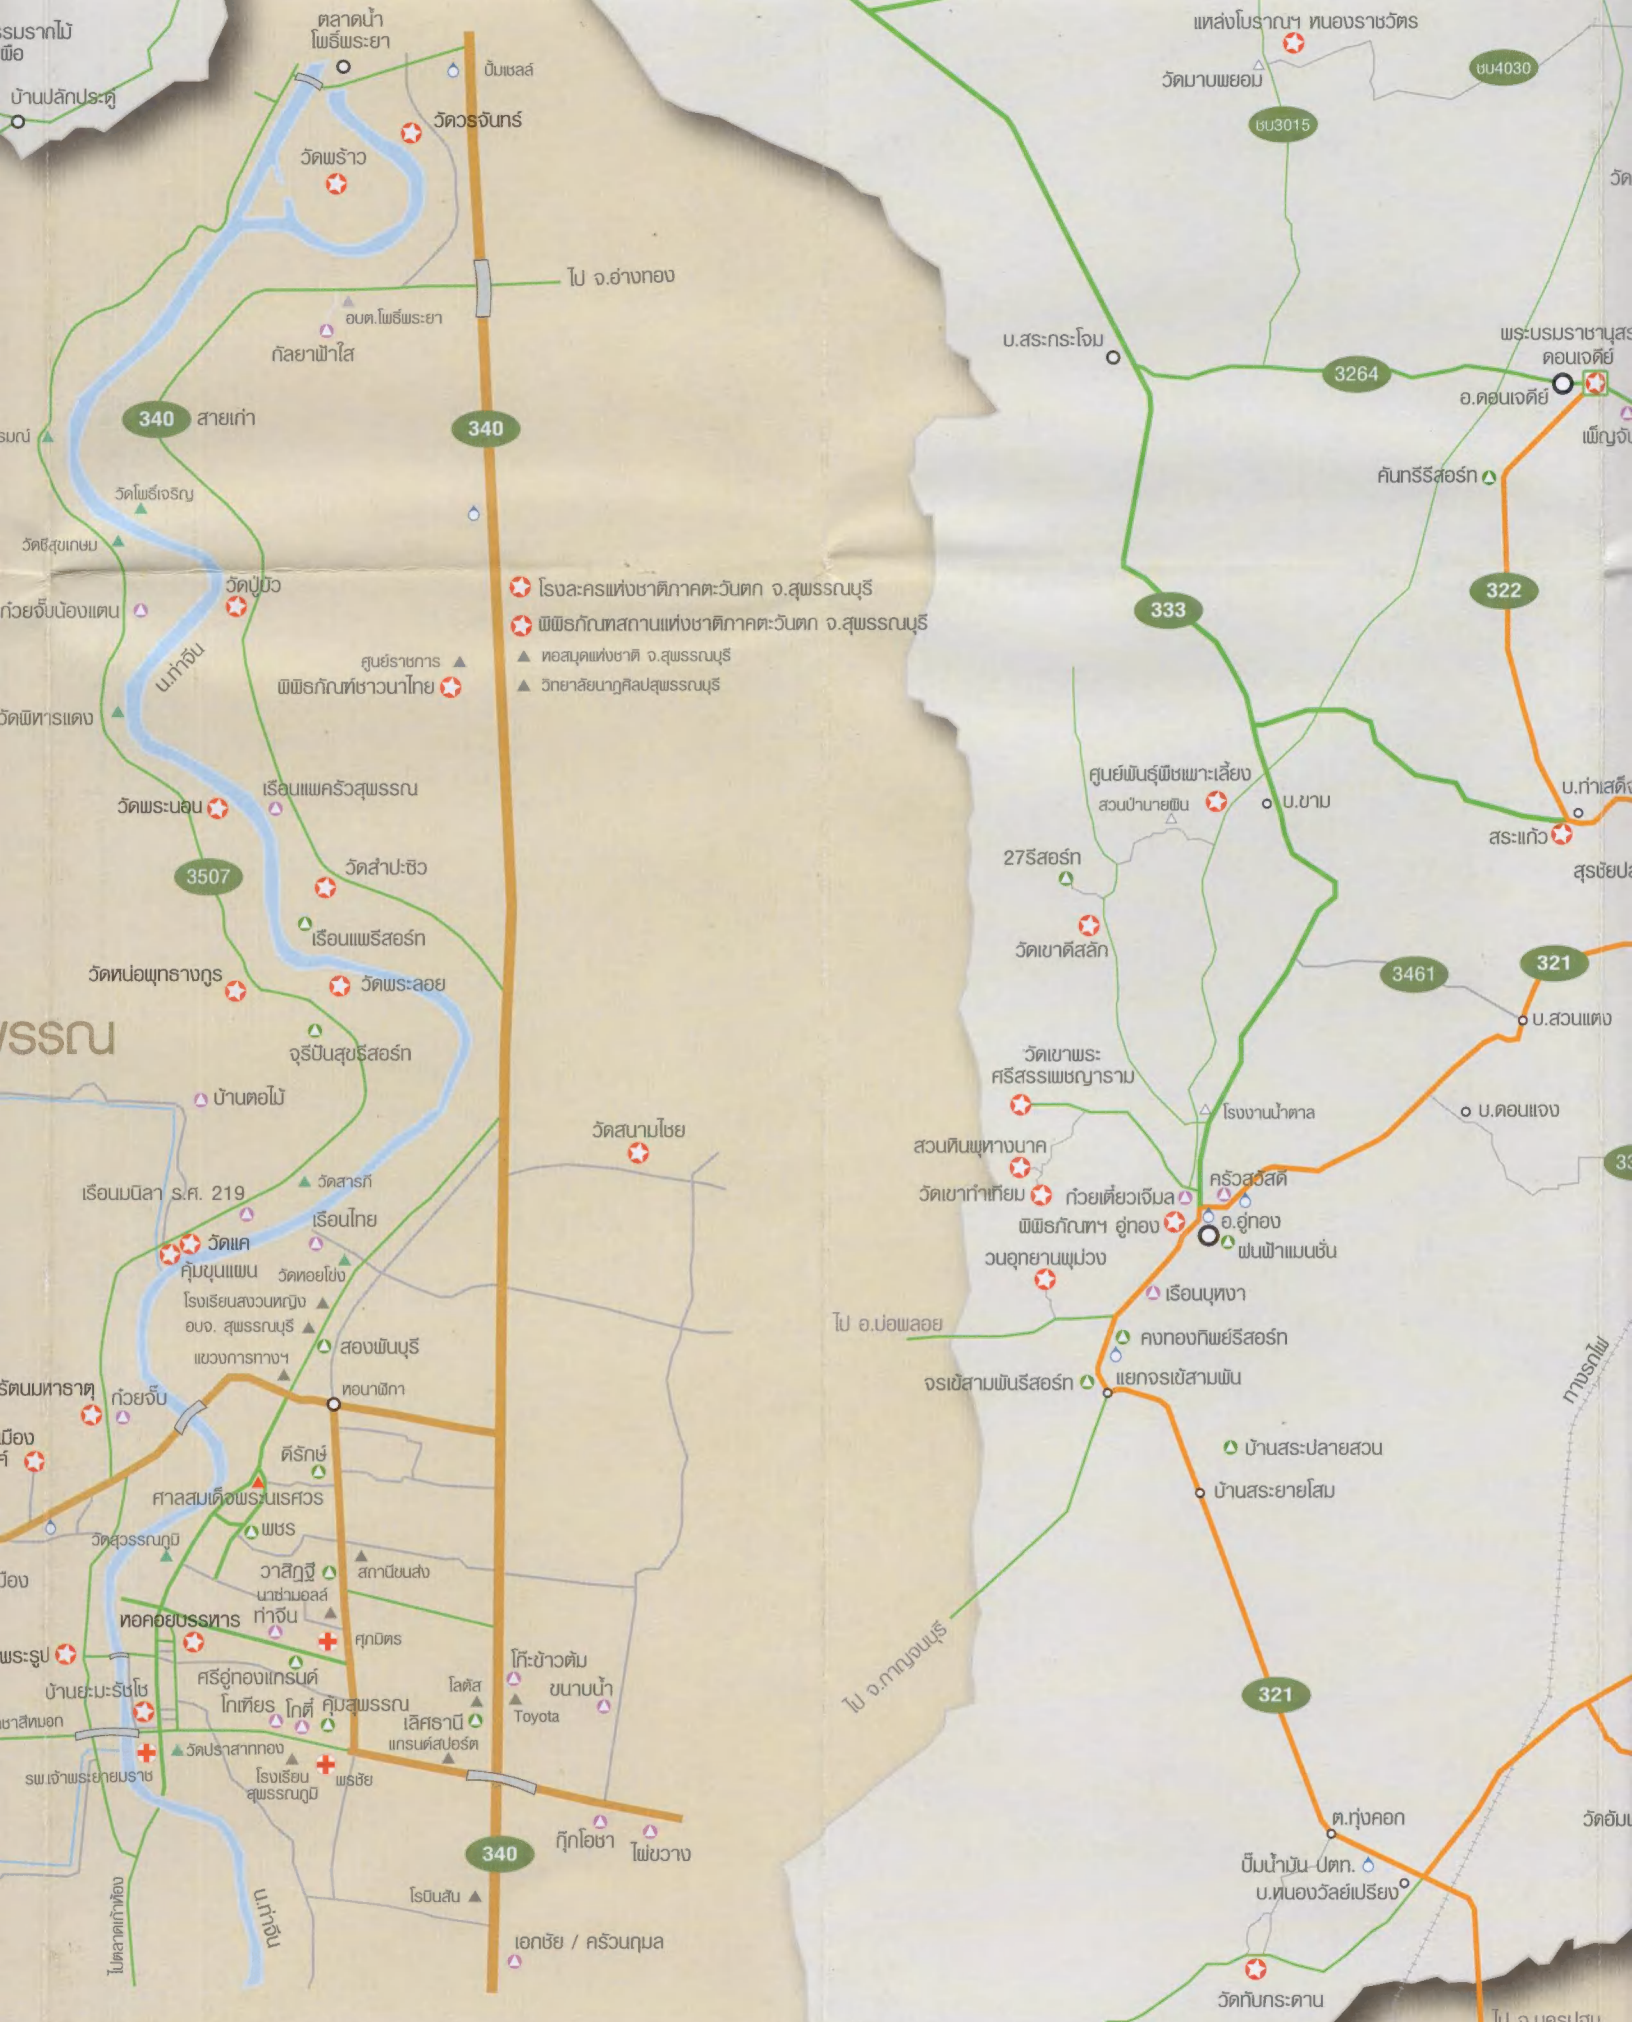 ตลาดน้ำ
โพธิ์พระยา
ปั้มเชลล์
บ้านปลักประดู่
วัดวรจันทร์
วัดพร้าว
ไป จ.อ่างทอง
อบต.โพธิ์พระยา
กัลยาฟ้าใส
340
สายเก่า
340
วัดโพธิ์เจริญ
วัดชีสุขเกษม
วัดปู่บัว
ก๋วยจั๊บน้องแตน
น.ท่าจีน
โรงละครแห่งชาติภาคตะวันตก จ.สุพรรณบุรี
พิพิธภัณฑสถานแห่งชาติภาคตะวันตก จ.สุพรรณบุรี
หอสมุดแห่งชาติ จ.สุพรรณบุรี
วิทยาลัยนาฏศิลปสุพรรณบุรี
ศูนย์ราชการ
พิพิธภัณฑ์ชาวนาไทย
วัดพิหารแดง
เรือนแพครัวสุพรรณ
วัดพระนอน
3507
วัดสำปะซิว
เรือนแพรีสอร์ท
วัดหน่อพุทธางกูร
วัดพระลอย
จุรีปันสุขรีสอร์ท
บ้านตอไม้
วัดสนามไชย
วัดสารภี
เรือนมนิลา ร.ศ. 219
เรือนไทย
วัดแค
คุ้มขุนแผน
วัดหอยโข่ง
โรงเรียนสงวนหญิง
อบจ. สุพรรณบุรี
สองพันบุรี
แขวงการทางฯ
หอนาฬิกา
ก๋วยจั๊บ
ดีรักษ์
ศาลสมเด็จพระนเรศวร
พชร
วัดสุวรรณภูมิ
วาสิฏฐี
สถานีขนส่ง
นาซ่ามอลล์
ท่าจีน
หอคอยบรรหาร
ศุภมิตร
ศรีอู่ทองแกรนด์
บ้านยะมะรัชโช
โกเฑียร
โกตี๋
คุ้มสุพรรณ
โลตัส
เลิศธานี
แกรนด์สปอร์ต
โก๊ะข้าวต้ม
ขนาบน้ำ
Toyota
วัดปราสาททอง
รพ.เจ้าพระยายมราช
โรงเรียน
สุพรรณภูมิ
พรชัย
กุ๊กโอชา
ไผ่ขวาง
340
โรบินสัน
น.ท่าจีน
ไปตลาดเก้าห้อง
เอกชัย / ครัวนฤมล
แหล่งโบราณฯ หนองราชวัตร
วัดมาบพยอม
ชบ4030
ชบ3015
บ.สระกระโจม
3264
ดอนเจดีย์
อ.ดอนเจดีย์
คันทรีรีสอร์ท
322
333
ศูนย์พันธุ์พืชเพาะเลี้ยง
สวนป่านายผิน
บ.ขาม
สระแก้ว
27รีสอร์ท
วัดเขาดีสลัก
3461
321
บ.สวนแตง
วัดเขาพระ
ศรีสรรเพชญาราม
โรงงานน้ำตาล
บ.ดอนแจง
สวนหินพุหางนาค
วัดเขาทำเทียม
ก๋วยเตี๋ยวเจ๊มล
ครัวสวัสดี
พิพิธภัณฑฯ อู่ทอง
อ.อู่ทอง
ฝนฟ้าแมนชั่น
วนอุทยานพุม่วง
เรือนบุหงา
ไป อ.บ่อพลอย
คงทองทิพย์รีสอร์ท
จรเข้สามพันรีสอร์ท
แยกจรเข้สามพัน
ทางรถไฟ
บ้านสระปลายสวน
บ้านสระยายโสม
ไป จ.กาญจนบุรี
321
ต.ทุ่งคอก
ปั๊มน้ำมัน ปตท.
บ.หนองวัลย์เปรียง
วัดทับกระดาน